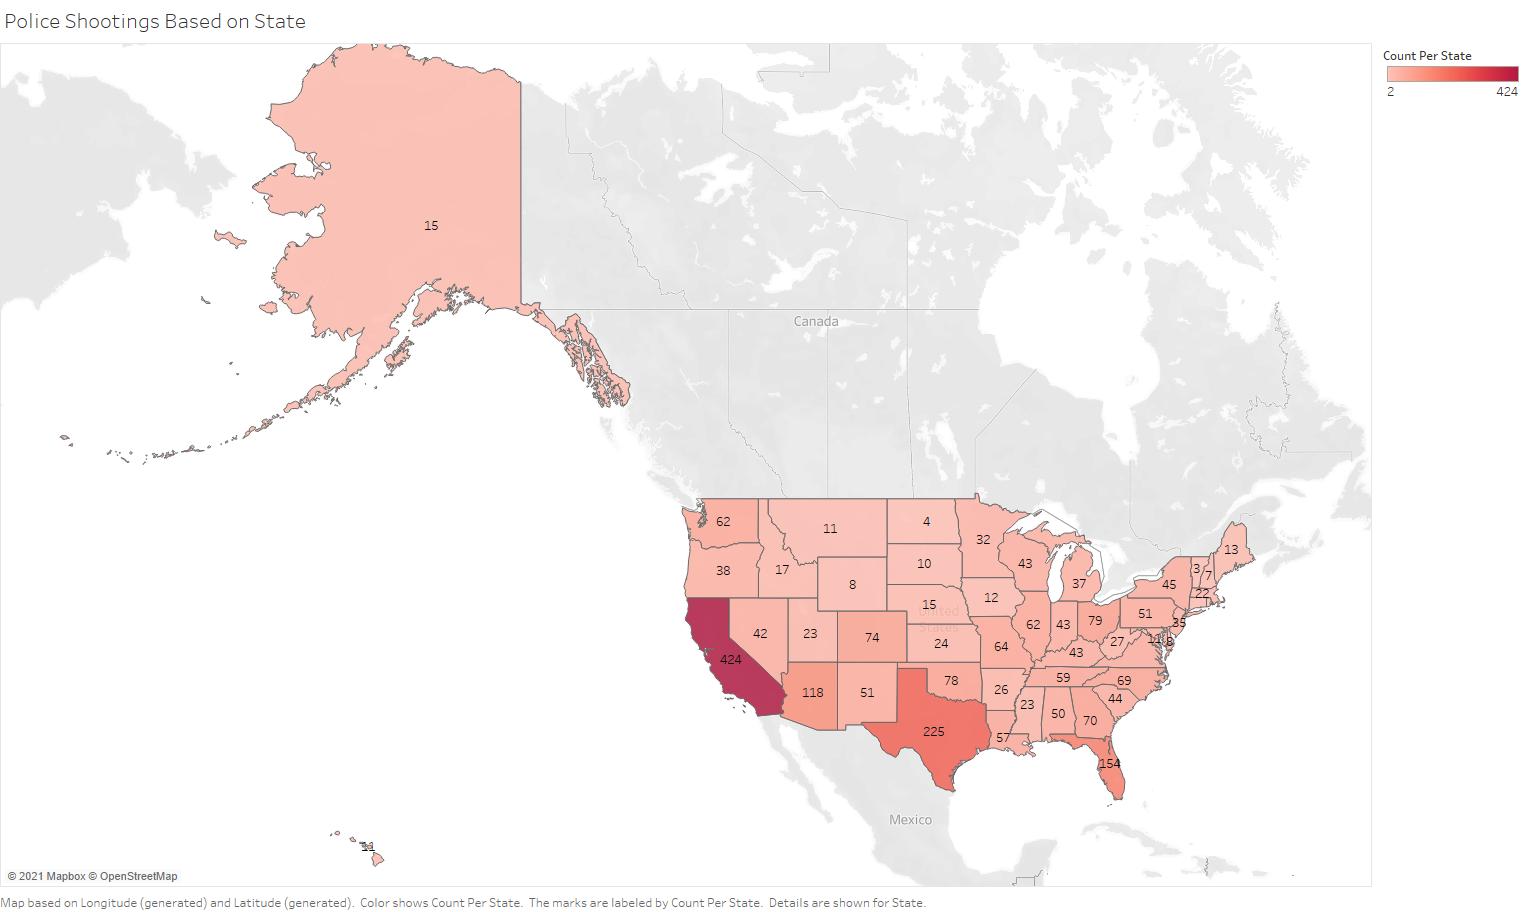 Police Shootings Based on State
Count Per State
2 424
15
Canada
62 11 4
32 13
38 17 10 43 3 7
8 37 45 22
15 12
United
States
42 23 74 24 64 62 43 79 51 35
27 11 8
43
424
118 51 78 26 59 69
44
23 50 70
225 57
154
Mexico
11
© 2021 Mapbox © OpenStreetMap
Map based on Longitude (generated) and Latitude (generated). Color shows Count Per State. The marks are labeled by Count Per State. Details are shown for State.